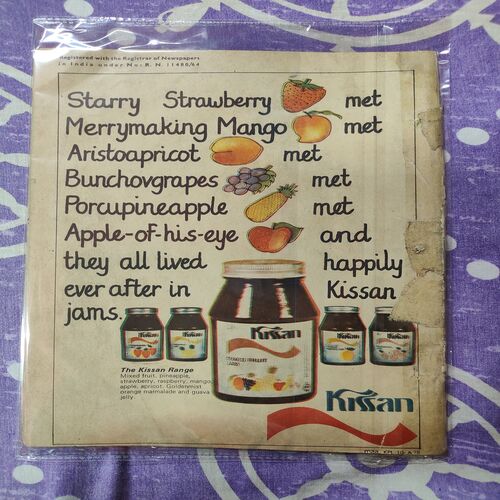 Registered with the Registrar of Newspapers
in India under No: R. N. 11480/64
Starry Strawberry met
Merrymaking Mango met
Aristoapricot met
Bunchovgrapes met
Porcupineapple met
Apple-of-his-eye and
they all lived happily
ever after in Kissan
jams.
Kissan
The Kissan Range
Mixed fruit, pineapple,
strawberry, raspberry, mango,
apple, apricot. Goldenmist
orange marmalade and guava
jelly
Kissan